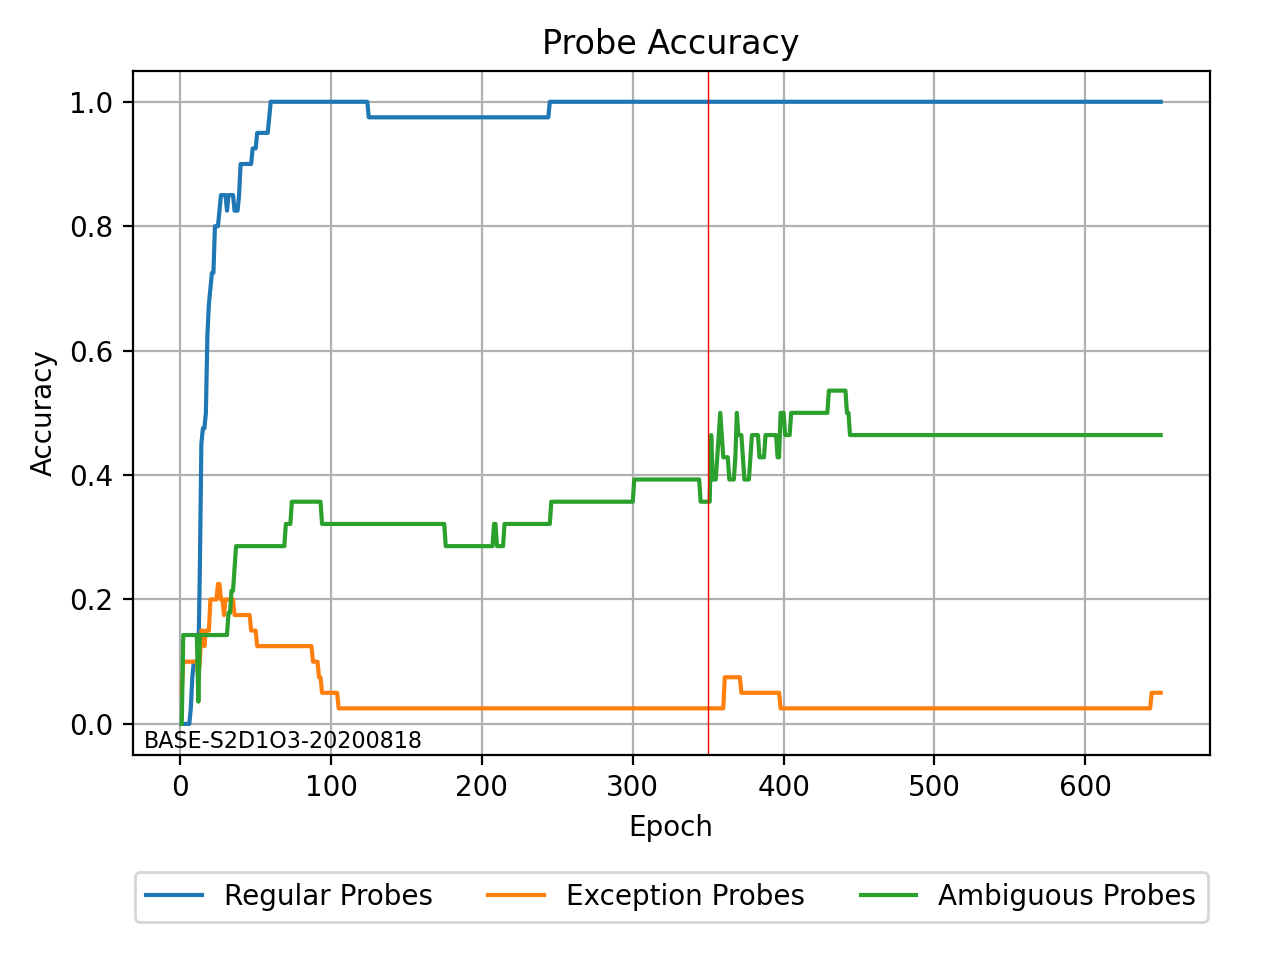 Probe Accuracy
1.0
0.8
0.6
0.4
0.2
0.0
Accuracy
BASE-S2D1O3-20200818
0 100 200 300 400 500 600
Epoch
Regular Probes Exception Probes Ambiguous Probes